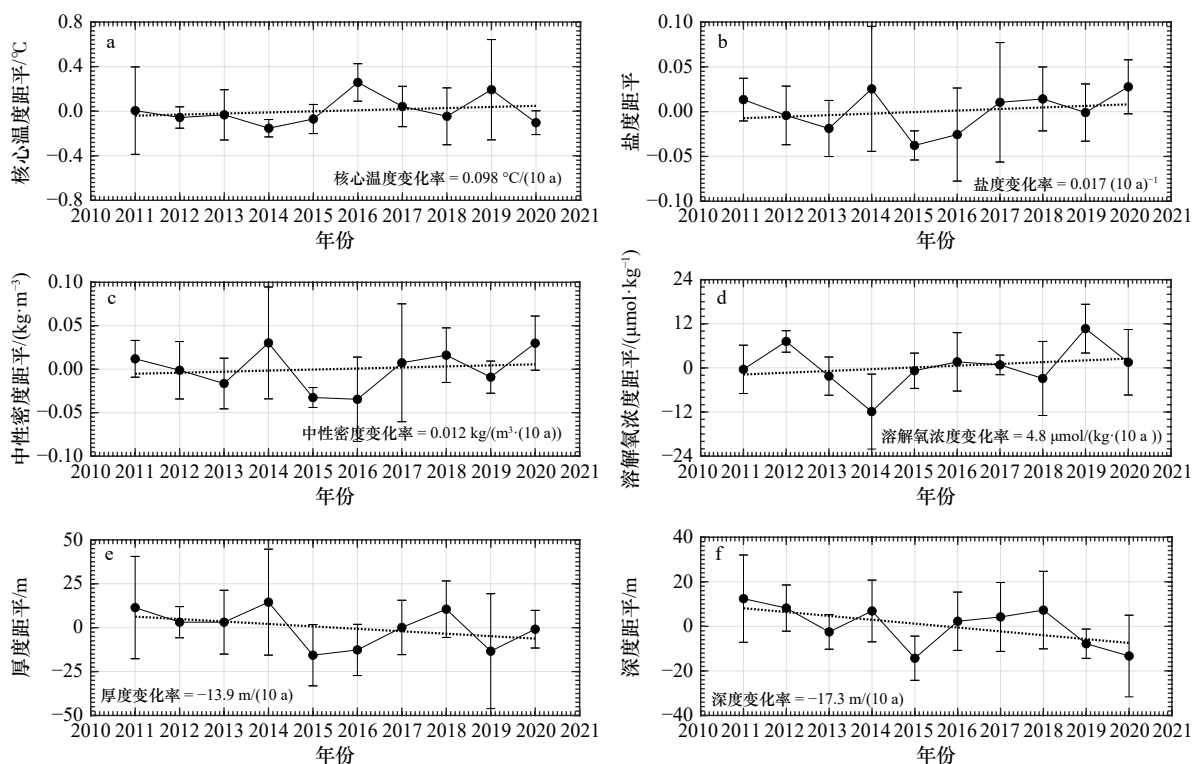 0.8
0.4
0.0
−0.4
−0.8
核心温度距平/℃
a
核心温度变化率 = 0.098 °C/(10 a)
2010 2011 2012 2013 2014 2015 2016 2017 2018 2019 2020 2021
年份
0.10
0.05
0.00
−0.05
−0.10
盐度距平
b
盐度变化率 = 0.017 (10 a)⁻¹
2010 2011 2012 2013 2014 2015 2016 2017 2018 2019 2020 2021
年份
0.10
0.05
0.00
−0.05
−0.10
中性密度距平/(kg·m⁻³)
c
中性密度变化率 = 0.012 kg/(m³·(10 a))
2010 2011 2012 2013 2014 2015 2016 2017 2018 2019 2020 2021
年份
24
12
0
−12
−24
溶解氧浓度距平/(μmol·kg⁻¹)
d
溶解氧浓度变化率 = 4.8 μmol/(kg·(10 a ))
2010 2011 2012 2013 2014 2015 2016 2017 2018 2019 2020 2021
年份
50
25
0
−25
−50
厚度距平/m
e
厚度变化率 = −13.9 m/(10 a)
2010 2011 2012 2013 2014 2015 2016 2017 2018 2019 2020 2021
年份
40
20
0
−20
−40
深度距平/m
f
深度变化率 = −17.3 m/(10 a)
2010 2011 2012 2013 2014 2015 2016 2017 2018 2019 2020 2021
年份